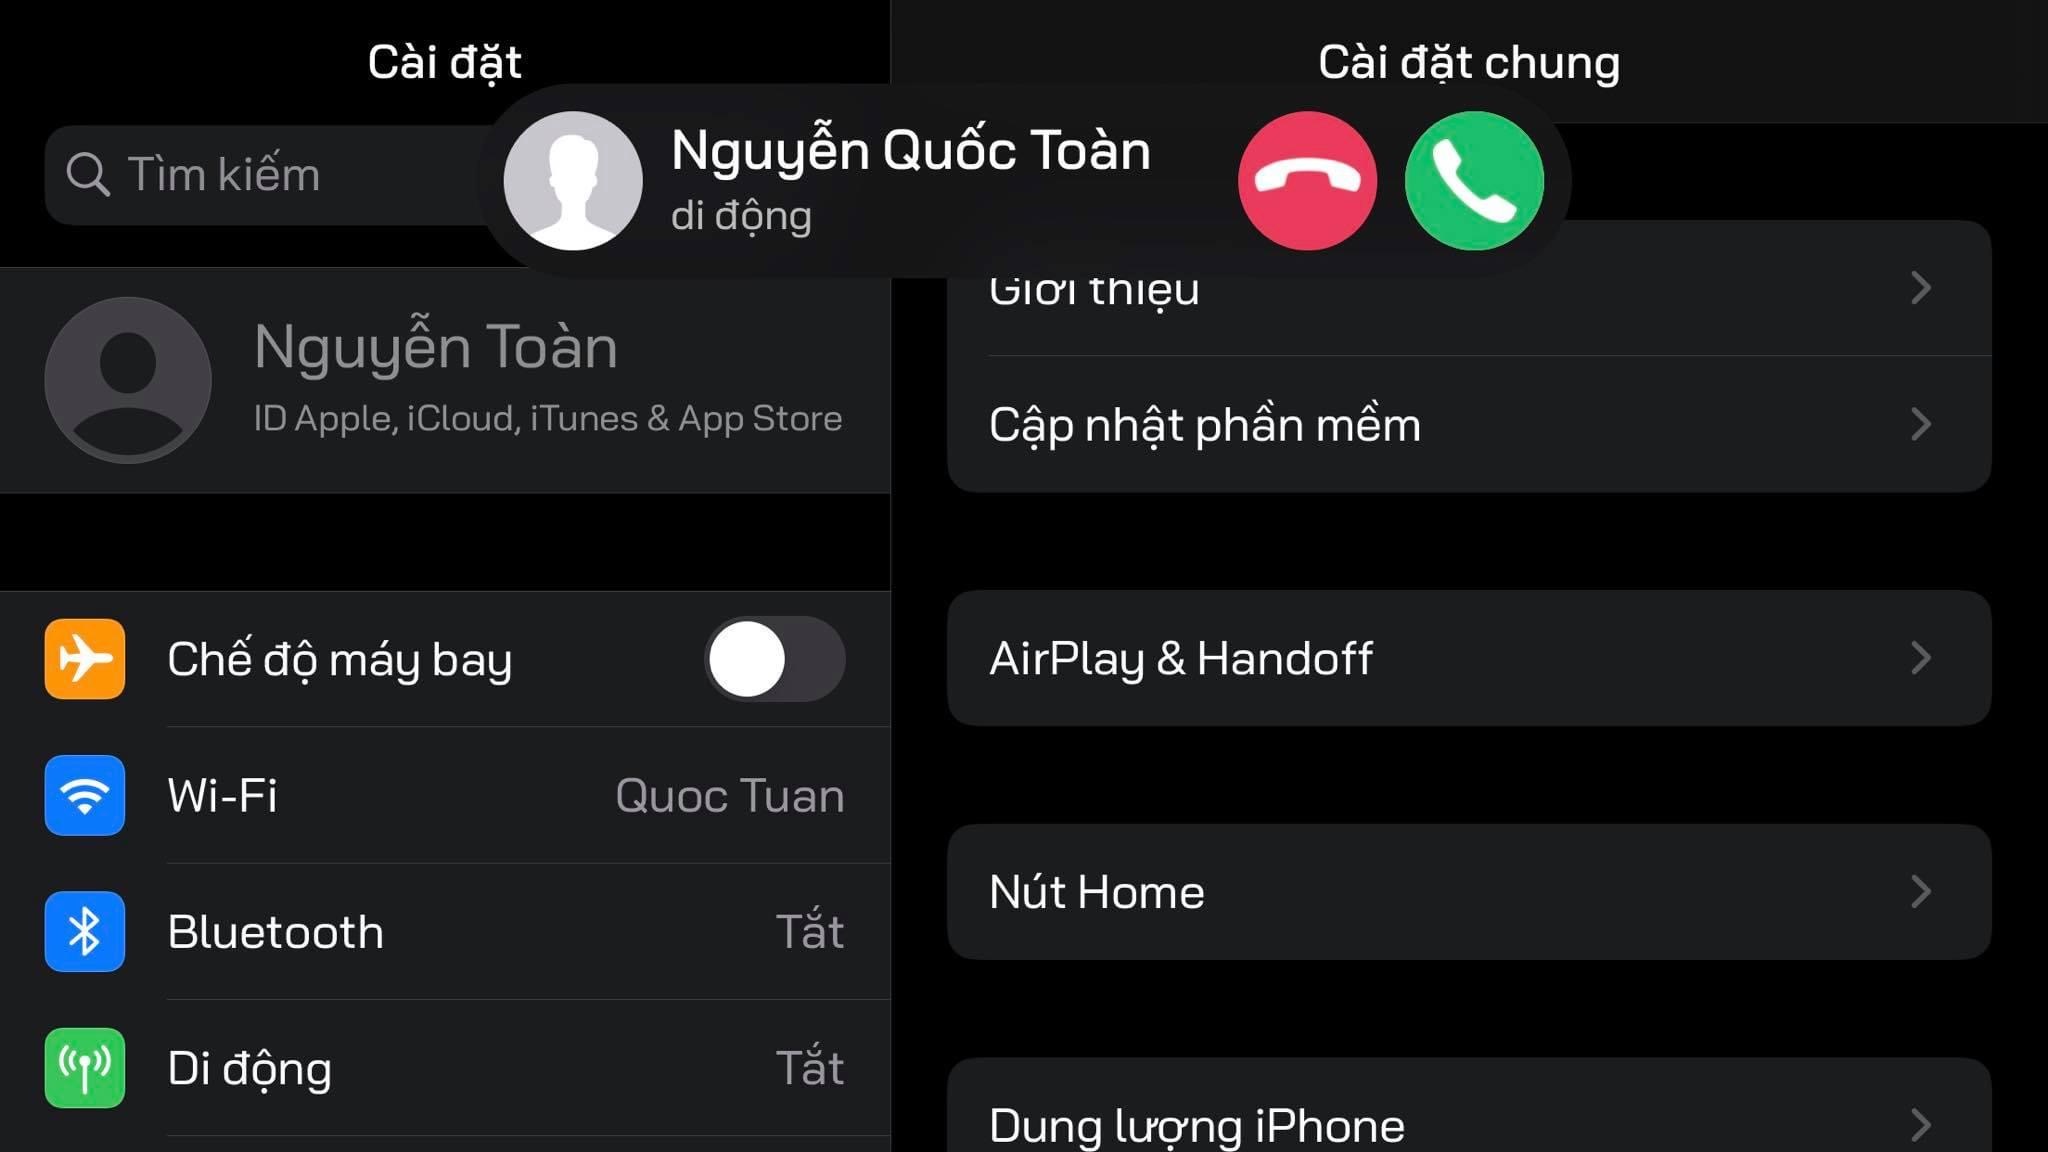 Cài đặt
Tìm kiếm
Nguyễn Toàn
ID Apple, iCloud, iTunes & App Store
Chế độ máy bay
Wi-Fi
Quoc Tuan
Bluetooth
Tắt
Di động
Tắt
Nguyễn Quốc Toàn
di động
Cài đặt chung
Giới thiệu
Cập nhật phần mềm
AirPlay & Handoff
Nút Home
Dung lượng iPhone